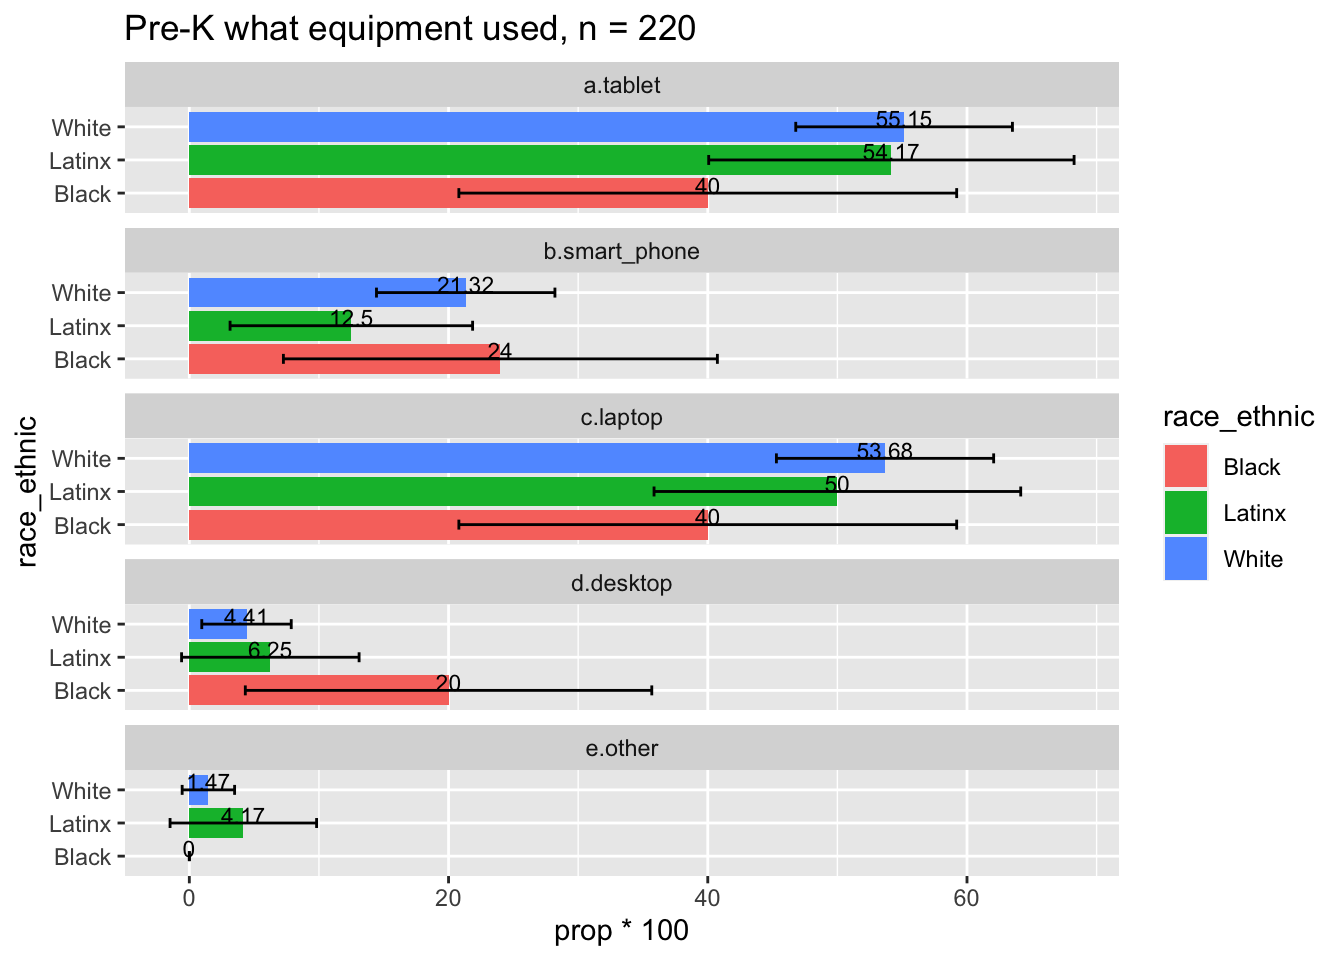 Pre-K what equipment used, n = 220
a.tablet
White
55.15
Latinx
54.17
Black
40
b.smart_phone
White
21.32
Latinx
12.5
Black
24
c.laptop
White
53.68
Latinx
50
Black
40
d.desktop
White
4.41
Latinx
6.25
Black
20
e.other
White
1.47
Latinx
4.17
Black
0
0 20 40 60
prop * 100
race_ethnic
race_ethnic
Black
Latinx
White